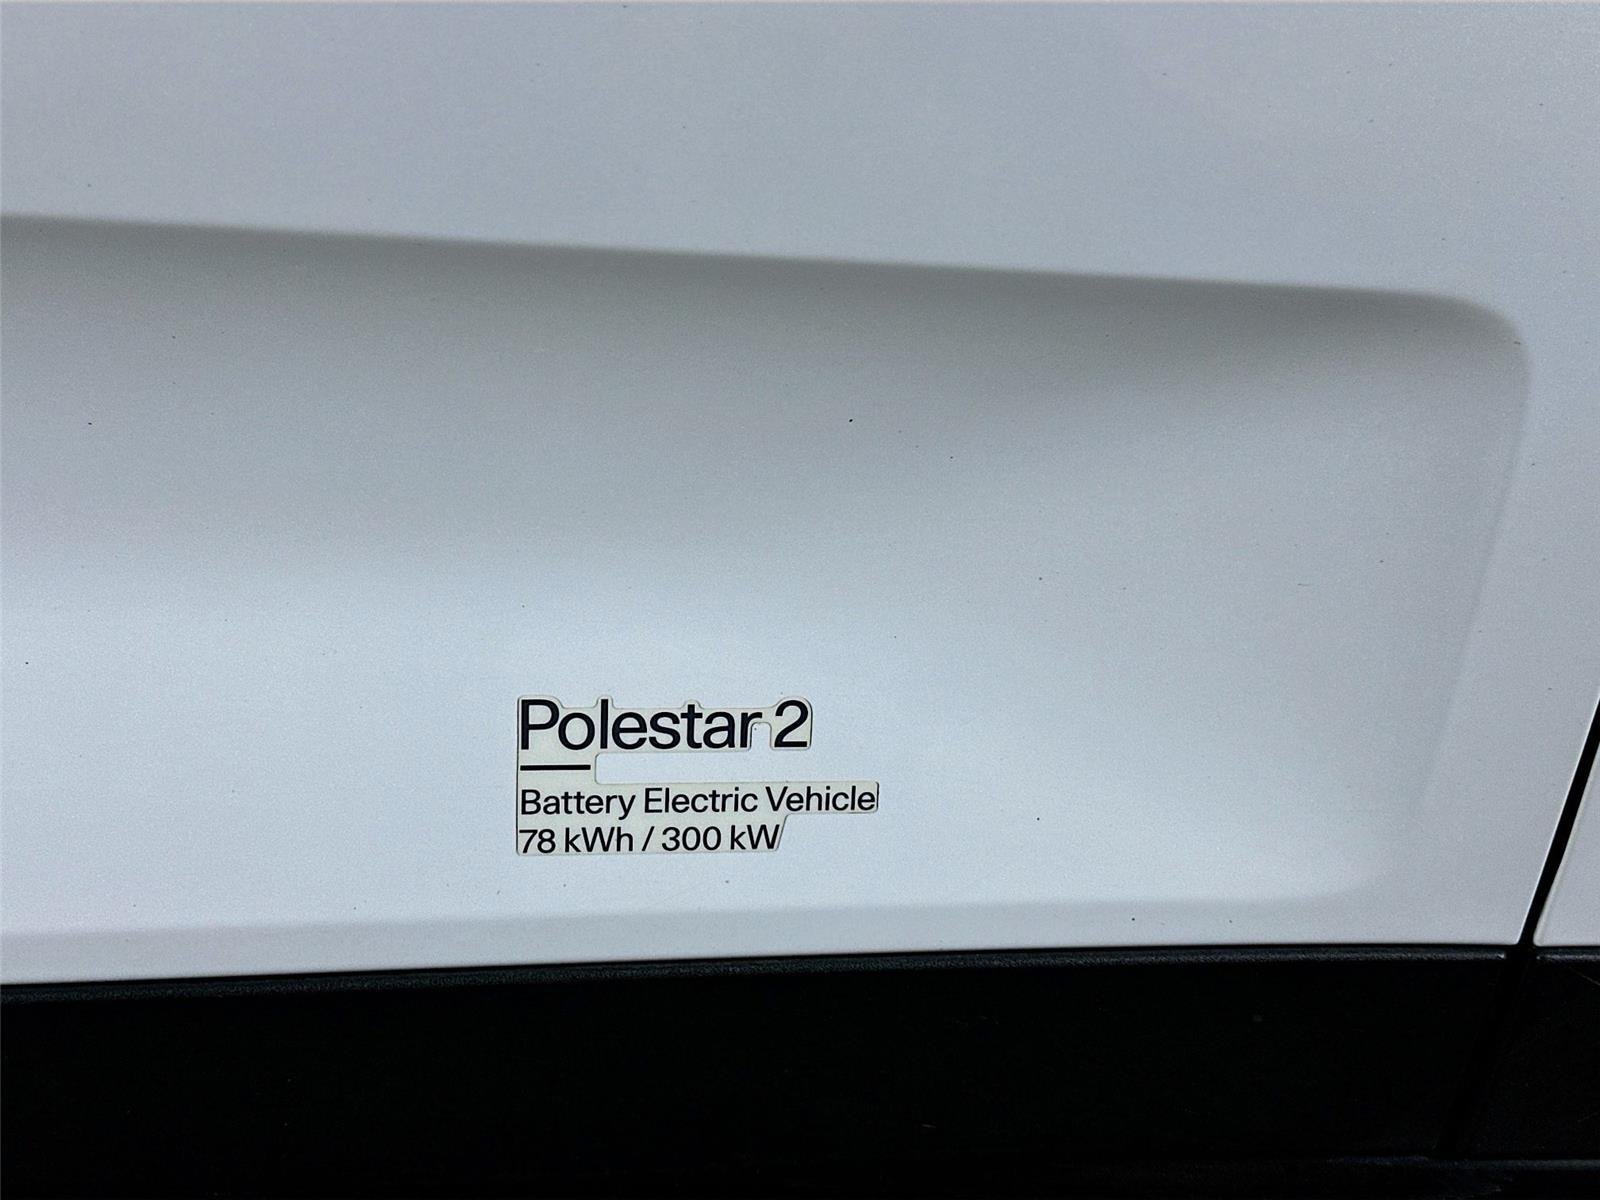 Polestar 2
Battery Electric Vehicle
78 kWh / 300 kW